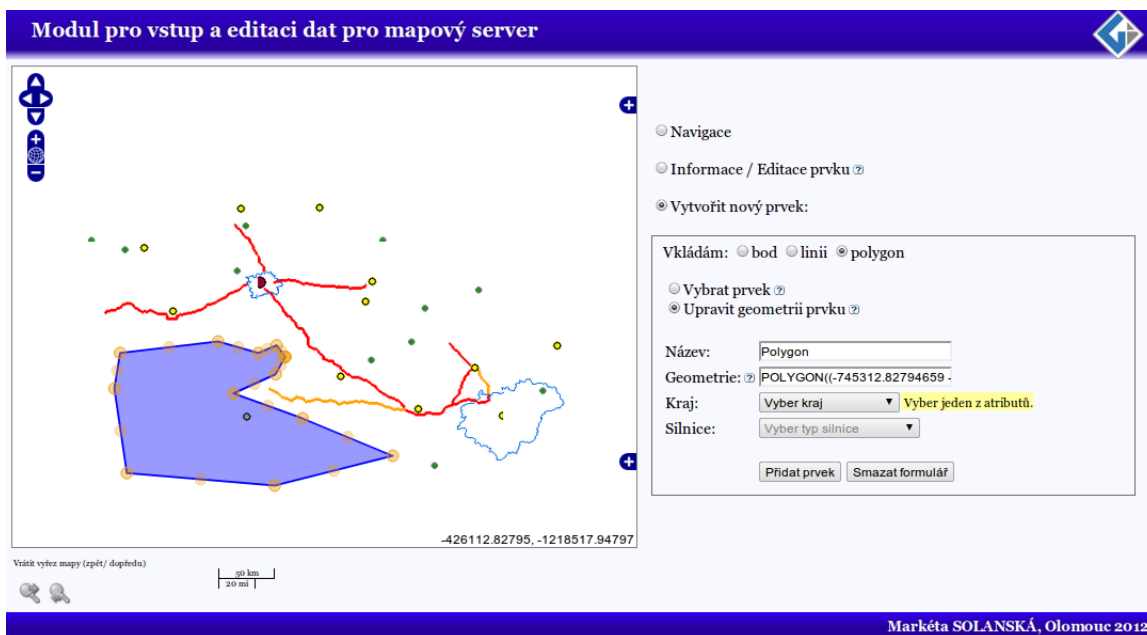 Modul pro vstup a editaci dat pro mapový server
Navigace
Informace / Editace prvku
Vytvořit nový prvek:
Vkládám: bod linii polygon
Vybrat prvek
Upravit geometrii prvku
Název: Polygon
Geometrie: POLYGON((-745312.82794659 -
Kraj: Vyber kraj Vyber jeden z atributů.
Silnice: Vyber typ silnice
Přidat prvek Smazat formulář
-426112.82795, -1218517.94797
Vrátit vyřez mapy (zpět/ dopředu)
50 km
20 mi
Markéta SOLANSKÁ, Olomouc 2012